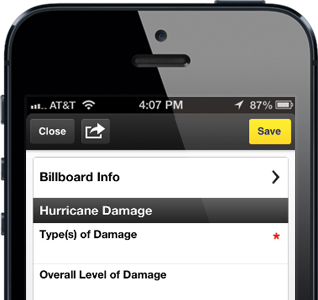 AT&T 4:07 PM 87%
Close Save
Billboard Info
Hurricane Damage
Type(s) of Damage *
Overall Level of Damage